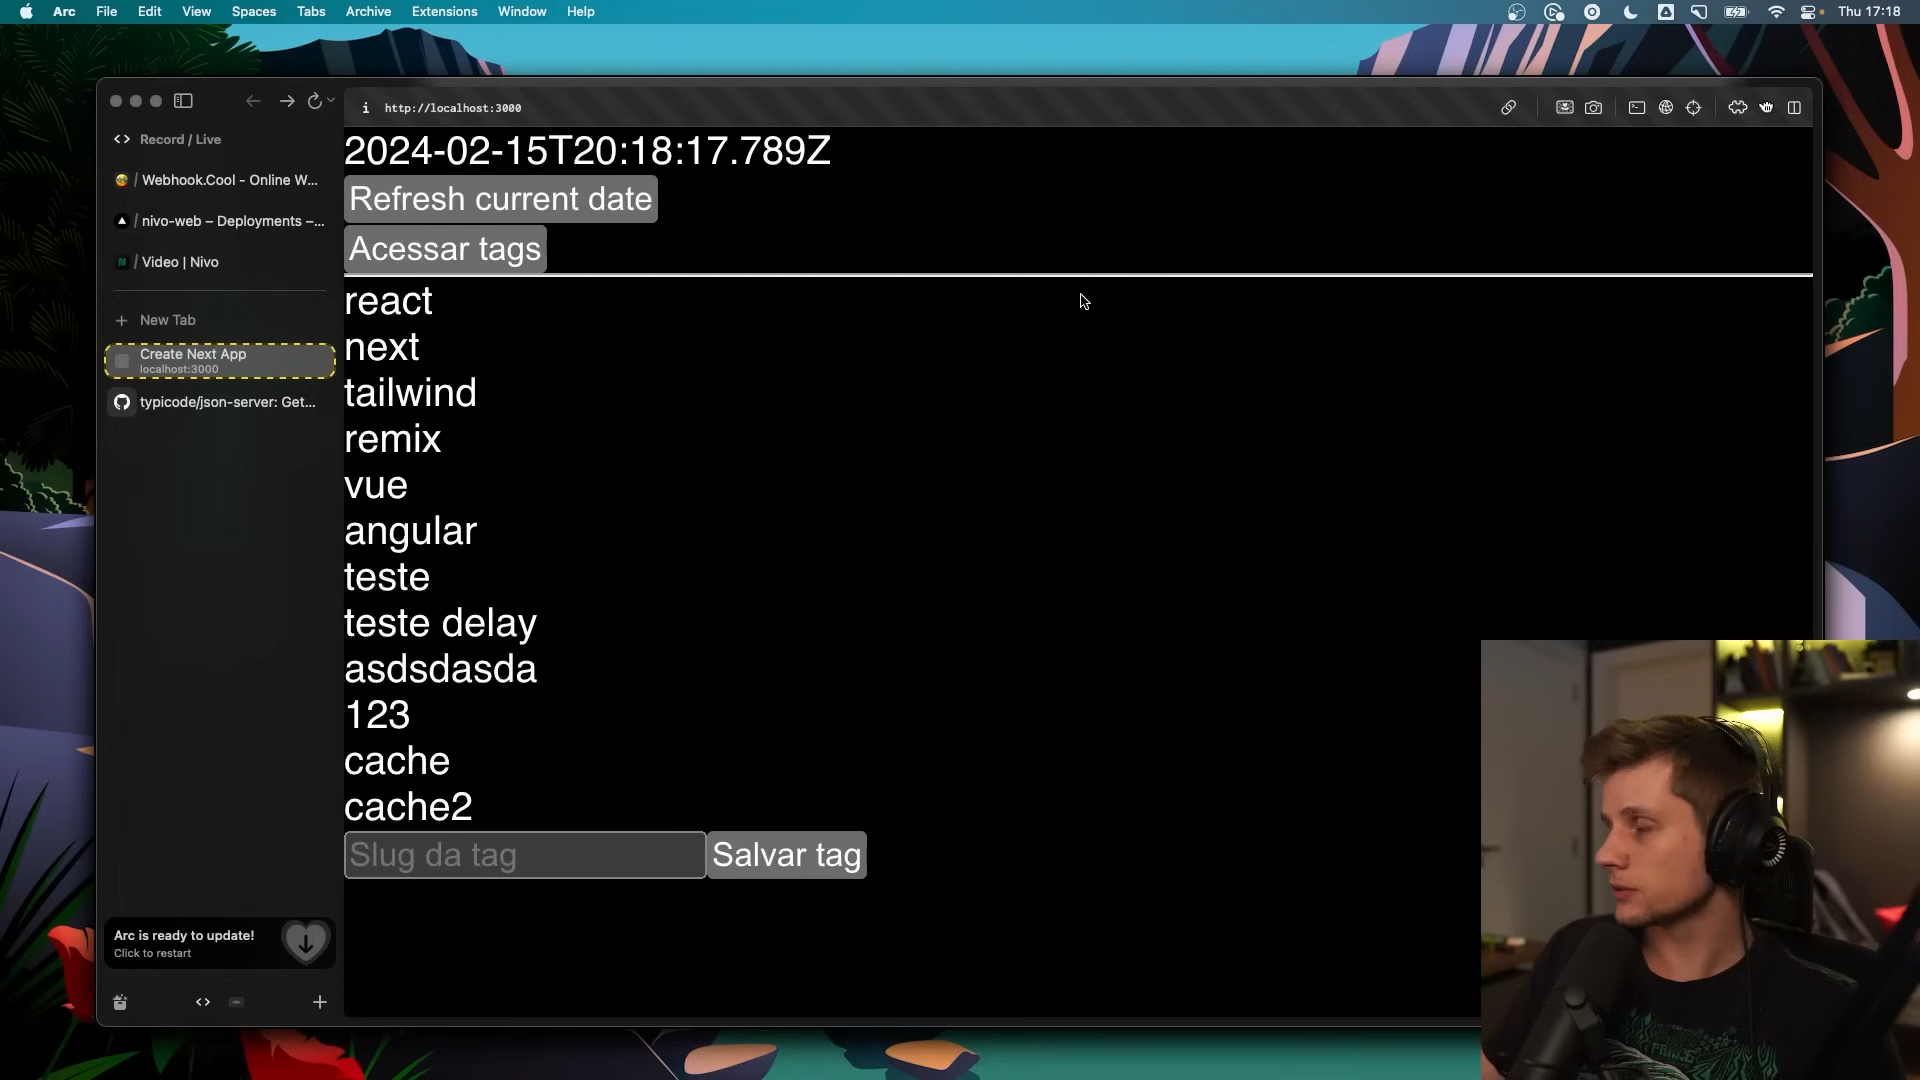 Arc File Edit View Spaces Tabs Archive Extensions Window Help Thu 17:18
http://localhost:3000
Record / Live
/ Webhook.Cool - Online W...
/ nivo-web – Deployments –...
/ Video | Nivo
New Tab
Create Next App
localhost:3000
typicode/json-server: Get...
2024-02-15T20:18:17.789Z
Refresh current date
Acessar tags
react
next
tailwind
remix
vue
angular
teste
teste delay
asdsdasda
123
cache
cache2
Slug da tag Salvar tag
Arc is ready to update!
Click to restart